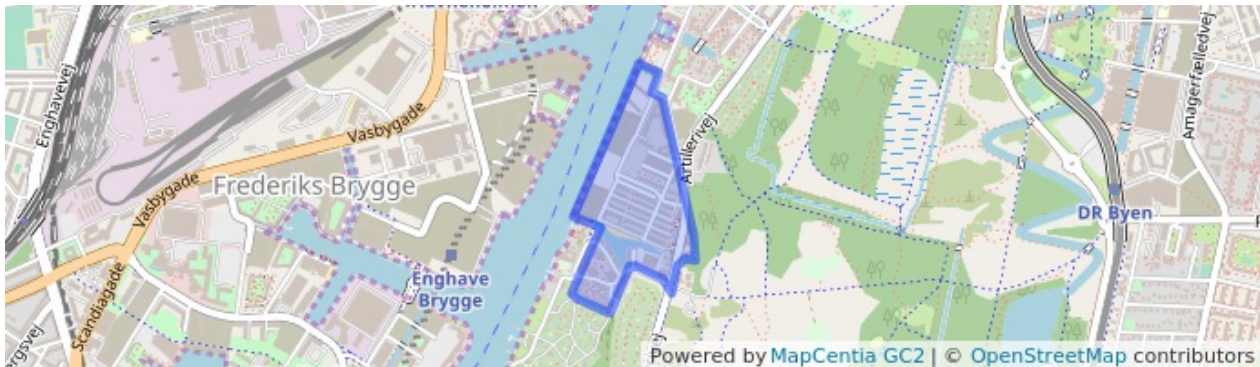 Enghavevej
Vasbygade
Vasbygade
Frederiks Brygge
Scandiagade
Enghave
Brygge
Artillerivej
DR Byen
Amagerfælledvej
Powered by MapCentia GC2 | © OpenStreetMap contributors